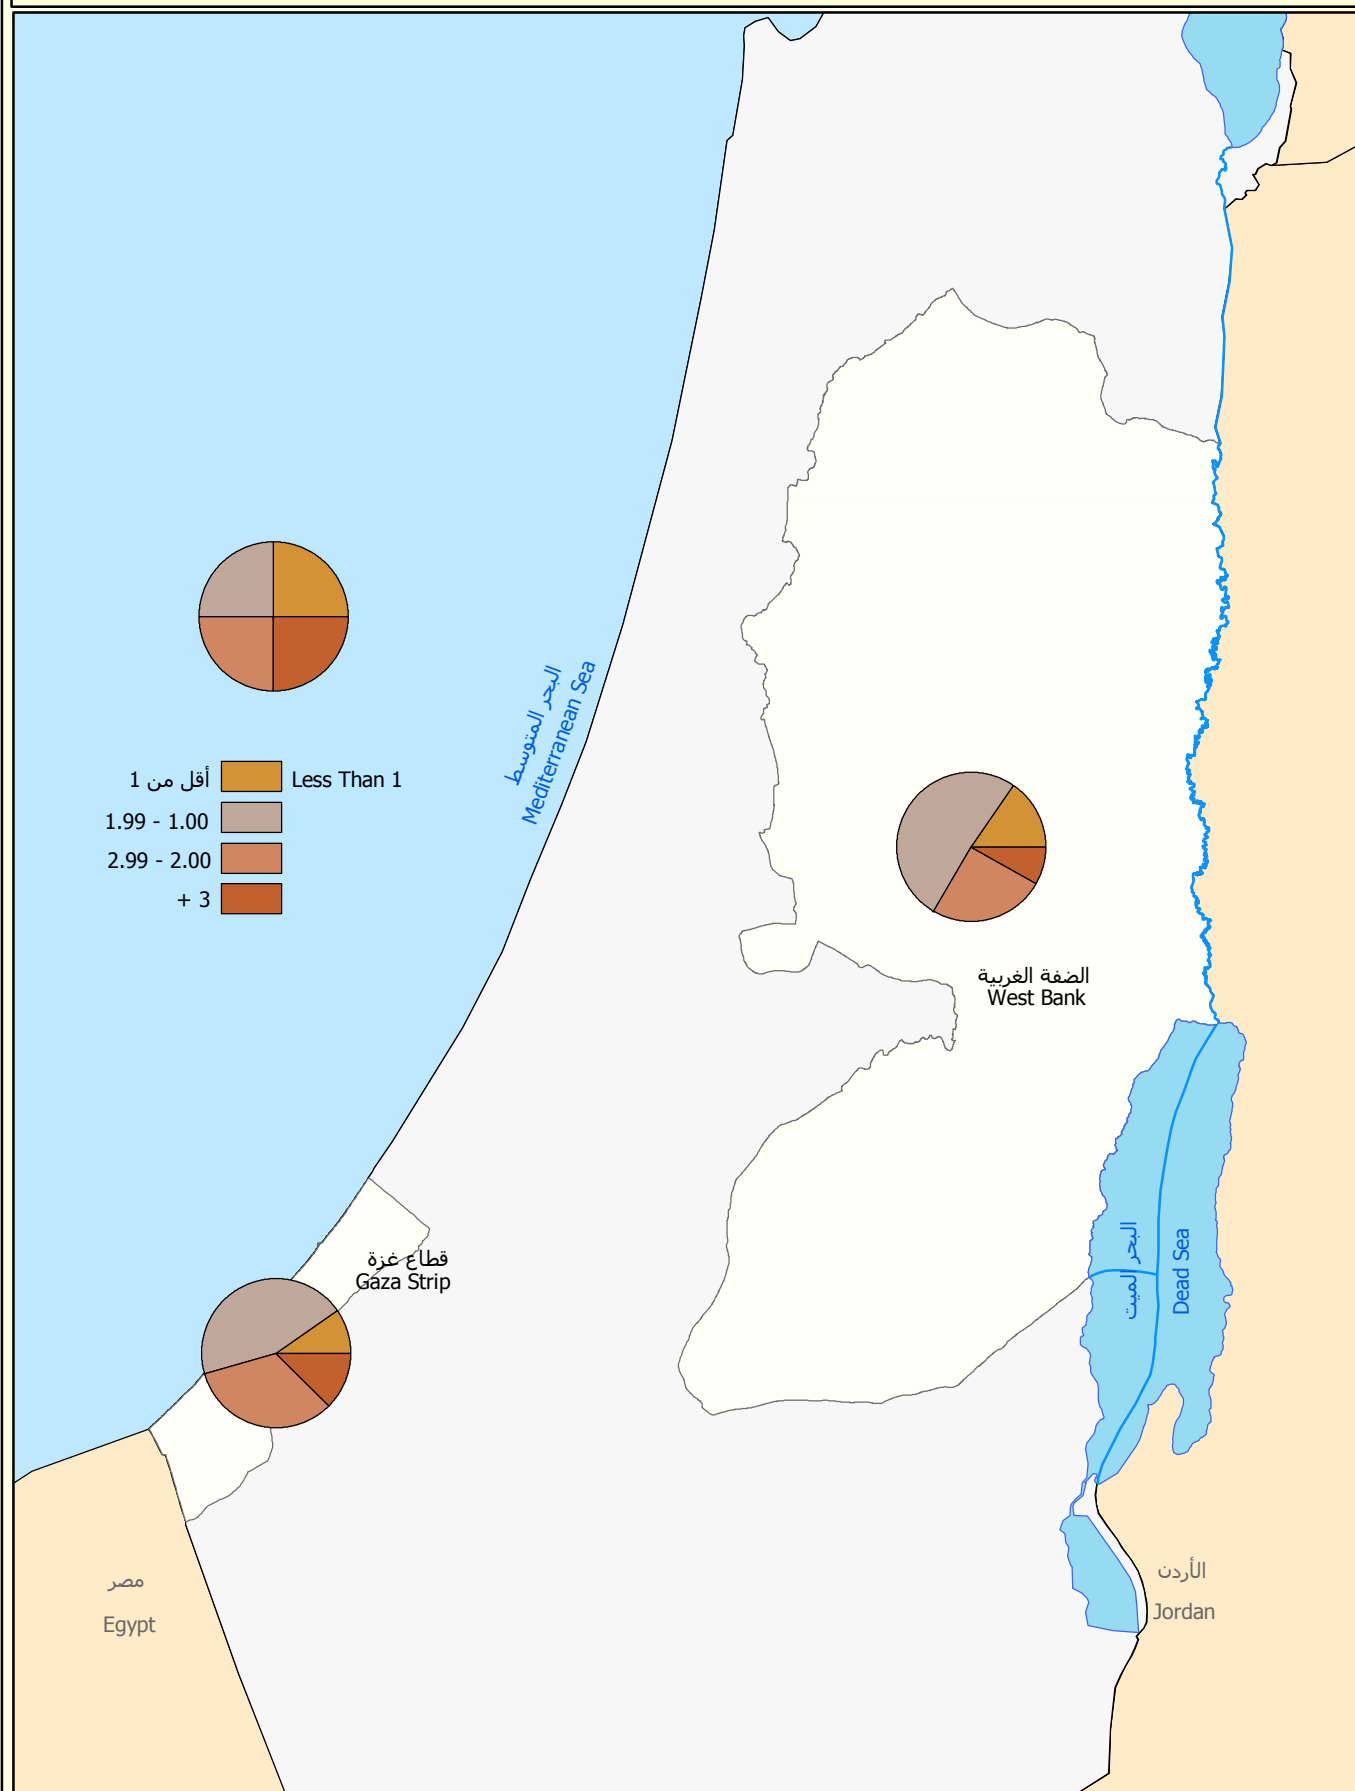 البحر المتوسط
Mediterranean Sea
أقل من 1
Less Than 1
1.99 - 1.00
2.99 - 2.00
+ 3
الضفة الغربية
West Bank
قطاع غزة
Gaza Strip
البحر الميت
Dead Sea
مصر
Egypt
الأردن
Jordan